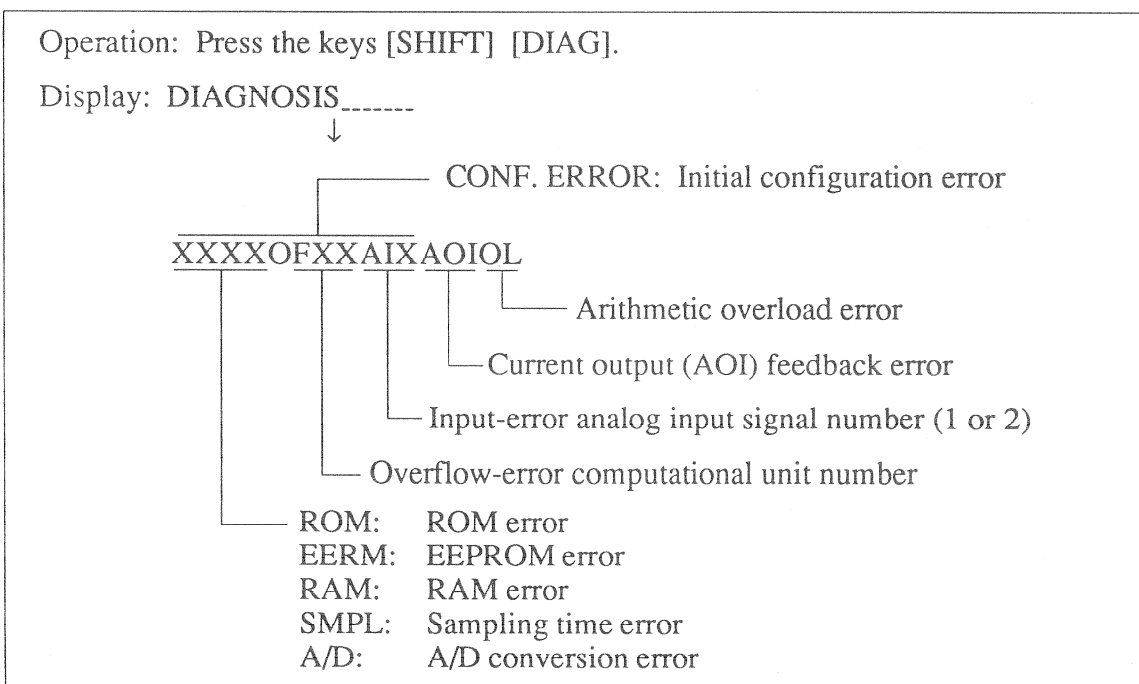 Operation: Press the keys [SHIFT] [DIAG].
Display: DIAGNOSIS_______
↓
CONF. ERROR: Initial configuration error
XXXXOFXXAIXAOIOL
Arithmetic overload error
Current output (AOI) feedback error
Input-error analog input signal number (1 or 2)
Overflow-error computational unit number
ROM: ROM error
EERM: EEPROM error
RAM: RAM error
SMPL: Sampling time error
A/D: A/D conversion error